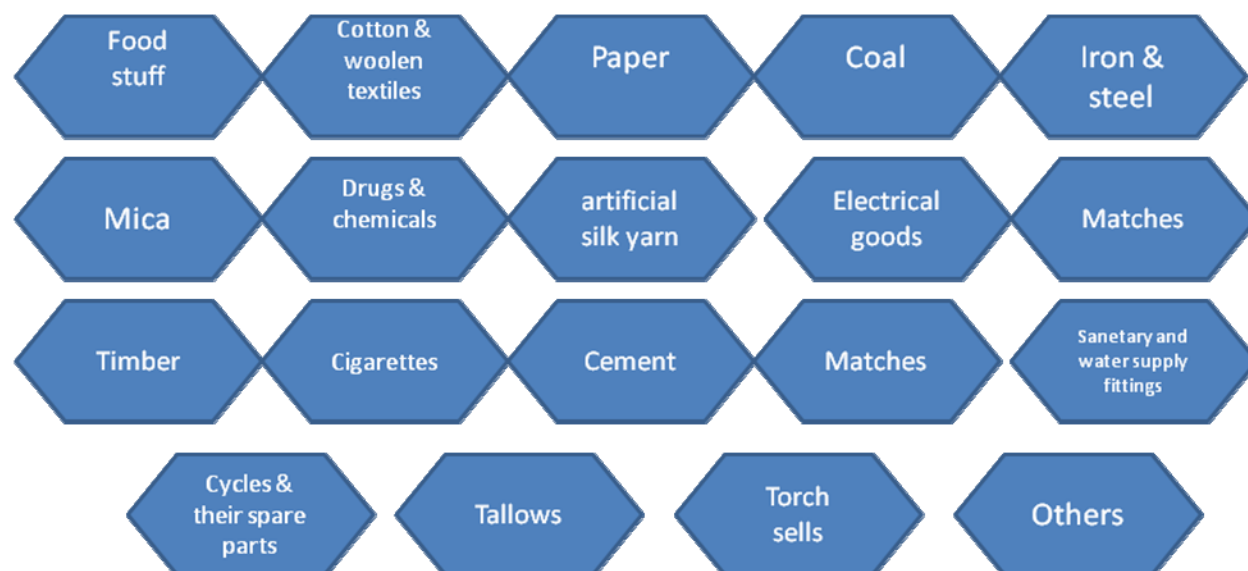 Food
stuff
Cotton &
woolen
textiles
Paper
Coal
Iron &
steel
Mica
Drugs &
chemicals
artificial
silk yarn
Electrical
goods
Matches
Timber
Cigarettes
Cement
Matches
Sanetary and
water supply
fittings
Cycles &
their spare
parts
Tallows
Torch
sells
Others